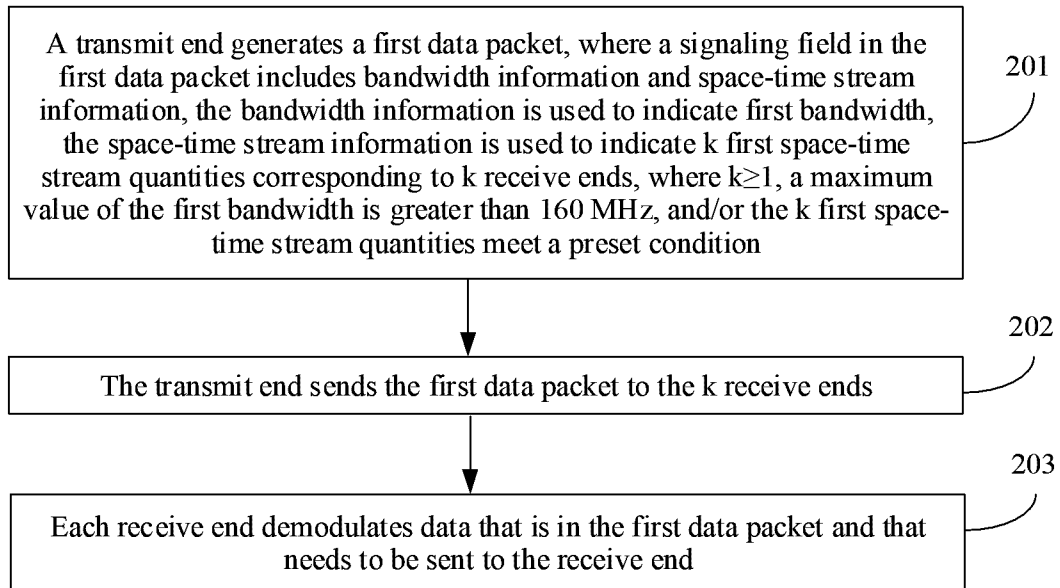 A transmit end generates a first data packet, where a signaling field in the
first data packet includes bandwidth information and space-time stream
information, the bandwidth information is used to indicate first bandwidth,
the space-time stream information is used to indicate k first space-time
stream quantities corresponding to k receive ends, where k≥1, a maximum
value of the first bandwidth is greater than 160 MHz, and/or the k first space-
time stream quantities meet a preset condition
201
The transmit end sends the first data packet to the k receive ends
202
Each receive end demodulates data that is in the first data packet and that
needs to be sent to the receive end
203